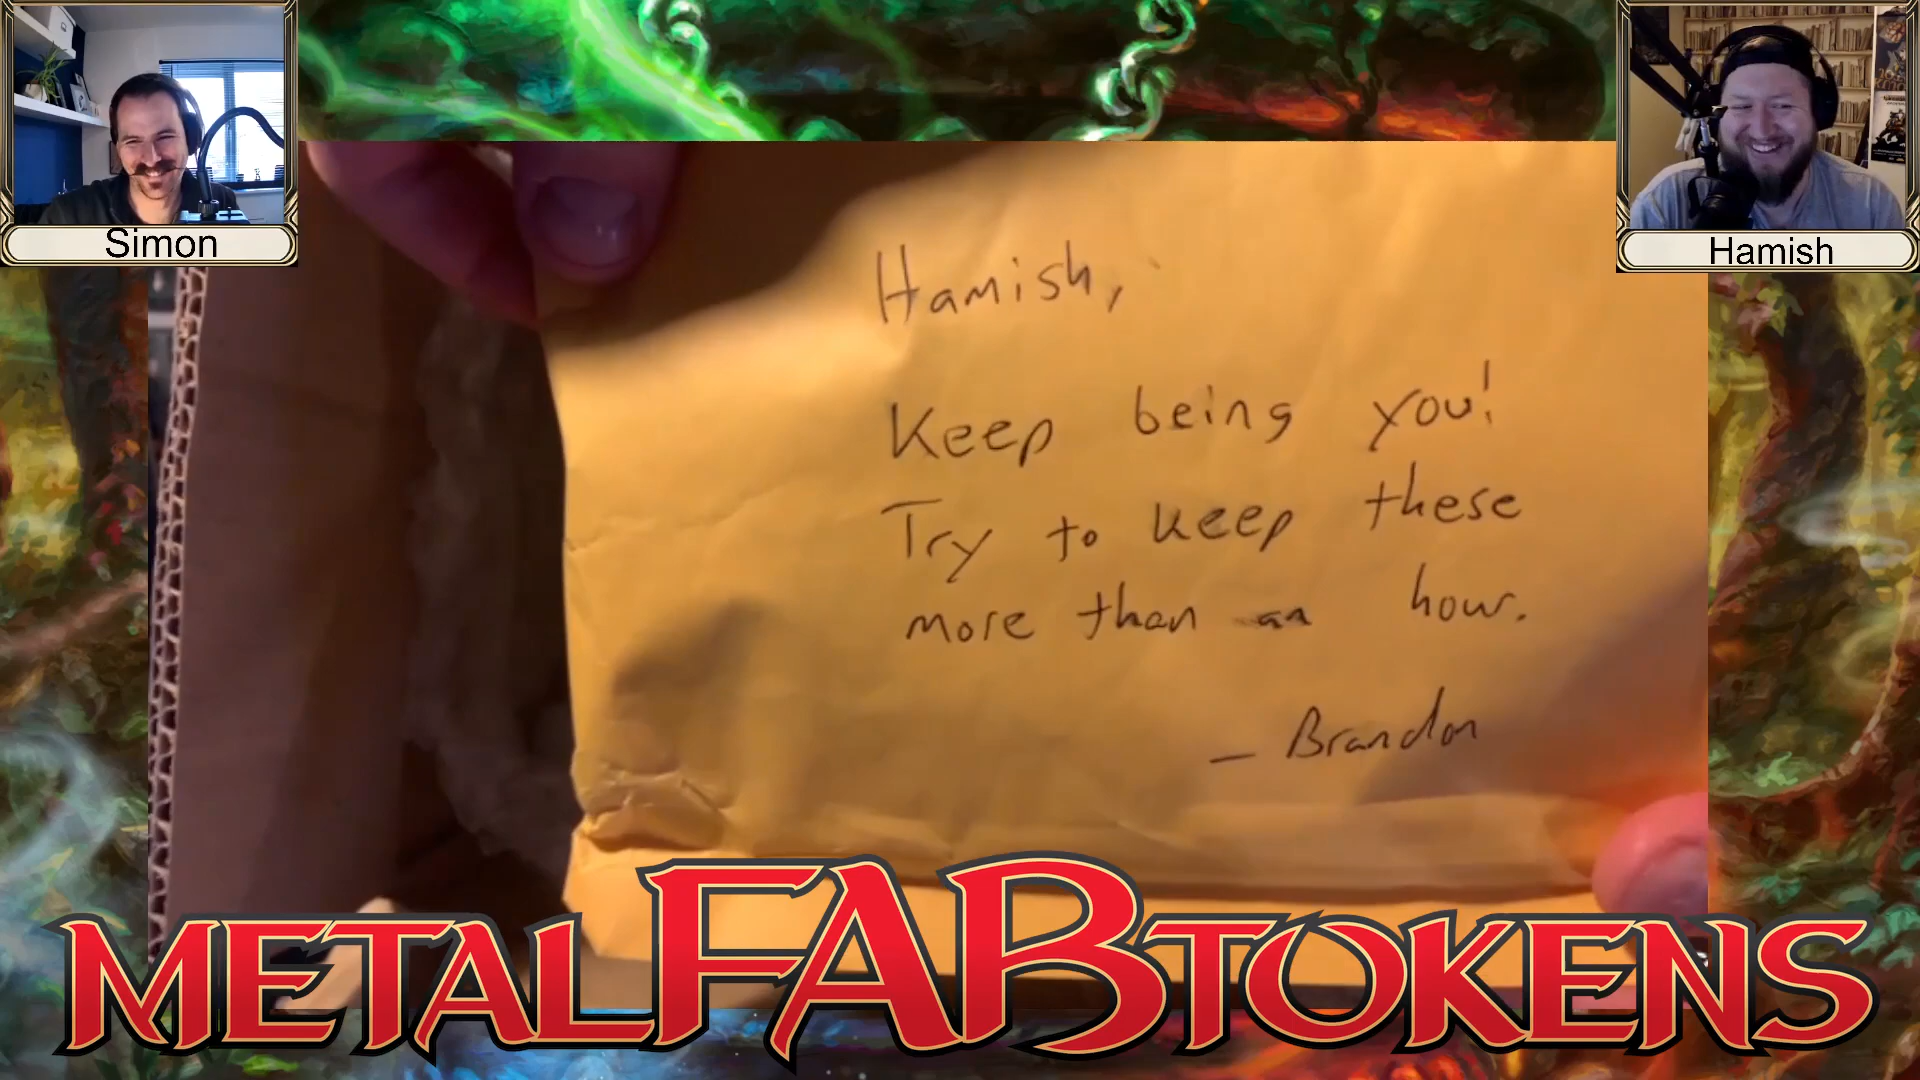 Simon
Hamish
Hamish,
Keep being you!
Try to keep these
more than an hour.
— Brandon
METALFABTOKENS